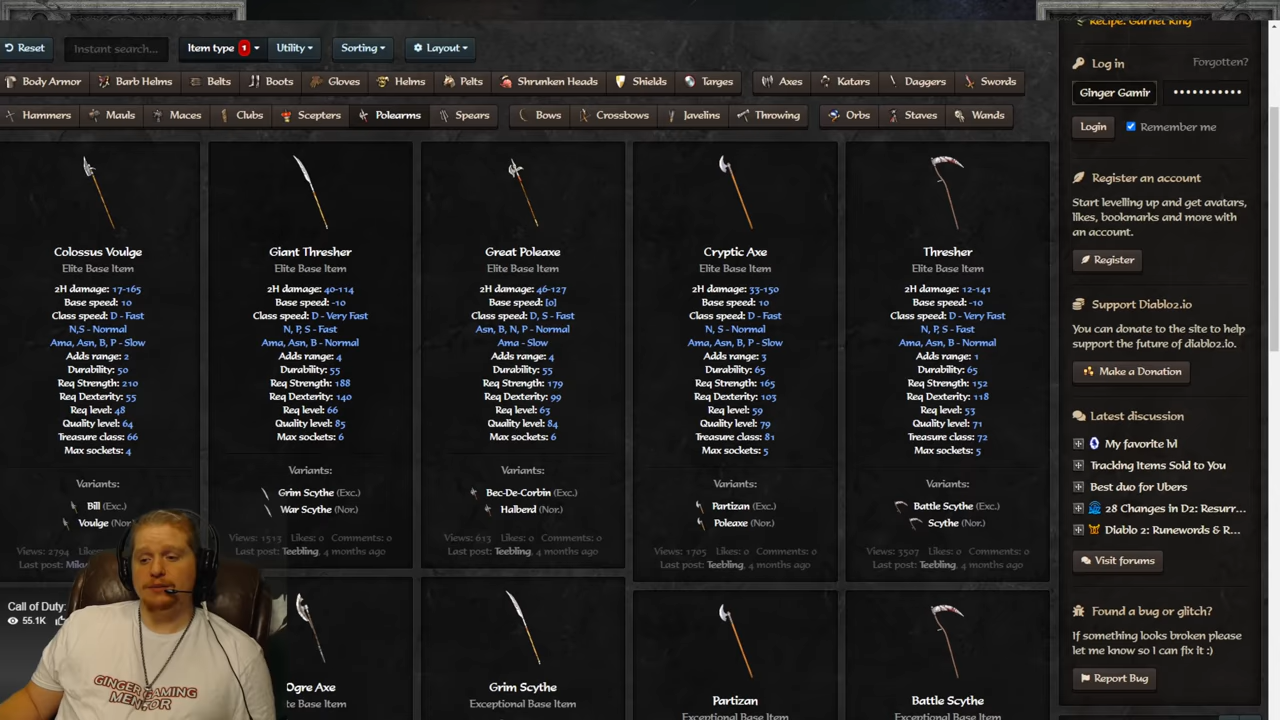 Recipe: Garnet Ring
Reset
Instant search...
Item type 1
Utility
Sorting
Layout
Body Armor
Barb Helms
Belts
Boots
Gloves
Helms
Pelts
Shrunken Heads
Shields
Targes
Axes
Katars
Daggers
Swords
Hammers
Mauls
Maces
Clubs
Scepters
Polearms
Spears
Bows
Crossbows
Javelins
Throwing
Orbs
Staves
Wands
Colossus Voulge
Elite Base Item
2H damage: 17-165
Base speed: 10
Class speed: D - Fast
N,S - Normal
Ama, Asn, B, P - Slow
Adds range: 2
Durability: 50
Req Strength: 210
Req Dexterity: 55
Req level: 48
Quality level: 64
Treasure class: 66
Max sockets: 4
Variants:
Bill (Exc.)
Voulge (Nor
Views: 2794 Likes:
Last post:
Giant Thresher
Elite Base Item
2H damage: 40-114
Base speed: -10
Class speed: D - Very Fast
N, P, S - Fast
Ama, Asn, B - Normal
Adds range: 4
Durability: 55
Req Strength: 188
Req Dexterity: 140
Req level: 66
Quality level: 85
Max sockets: 6
Variants:
Grim Scythe (Exc.)
War Scythe (Nor.)
Views: 1513 Likes: 0 Comments: 0
Last post: Teebling, 4 months ago
Great Poleaxe
Elite Base Item
2H damage: 46-127
Base speed: [0]
Class speed: D, S - Fast
Asn, B, N, P - Normal
Ama - Slow
Adds range: 4
Durability: 55
Req Strength: 179
Req Dexterity: 99
Req level: 63
Quality level: 84
Max sockets: 6
Variants:
Bec-De-Corbin (Exc.)
Halberd (Nor.)
Views: 613 Likes: 0 Comments: 0
Last post: Teebling, 4 months ago
Cryptic Axe
Elite Base Item
2H damage: 33-150
Base speed: 10
Class speed: D - Fast
N, S - Normal
Ama, Asn, B, P - Slow
Adds range: 3
Durability: 65
Req Strength: 165
Req Dexterity: 103
Req level: 59
Quality level: 79
Treasure class: 81
Max sockets: 5
Variants:
Partizan (Exc.)
Poleaxe (Nor.)
Views: 1705 Likes: 0 Comments: 0
Last post: Teebling, 4 months ago
Thresher
Elite Base Item
2H damage: 12-141
Base speed: -10
Class speed: D - Very Fast
N, P, S - Fast
Ama, Asn, B - Normal
Adds range: 1
Durability: 65
Req Strength: 152
Req Dexterity: 118
Req level: 53
Quality level: 71
Treasure class: 72
Max sockets: 5
Variants:
Battle Scythe (Exc.)
Scythe (Nor.)
Views: 3507 Likes: 0 Comments: 0
Last post: Teebling, 4 months ago
Call of Duty:
55.1K
GINGER GAMING
MENTOR
Ogre Axe
Base Item
Grim Scythe
Exceptional Base Item
Partizan
Exceptional Base Item
Battle Scythe
Exceptional Base Item
Log in
Forgotten?
Ginger Gamir
Login
Remember me
Register an account
Start levelling up and get avatars,
likes, bookmarks and more with
an account.
Register
Support Diablo2.io
You can donate to the site to help
support the future of diablo2.io.
Make a Donation
Latest discussion
My favorite lvl
Tracking Items Sold to You
Best duo for Ubers
28 Changes in D2: Resurr...
Diablo 2: Runewords & R...
Visit forums
Found a bug or glitch?
If something looks broken please
let me know so I can fix it :)
Report Bug